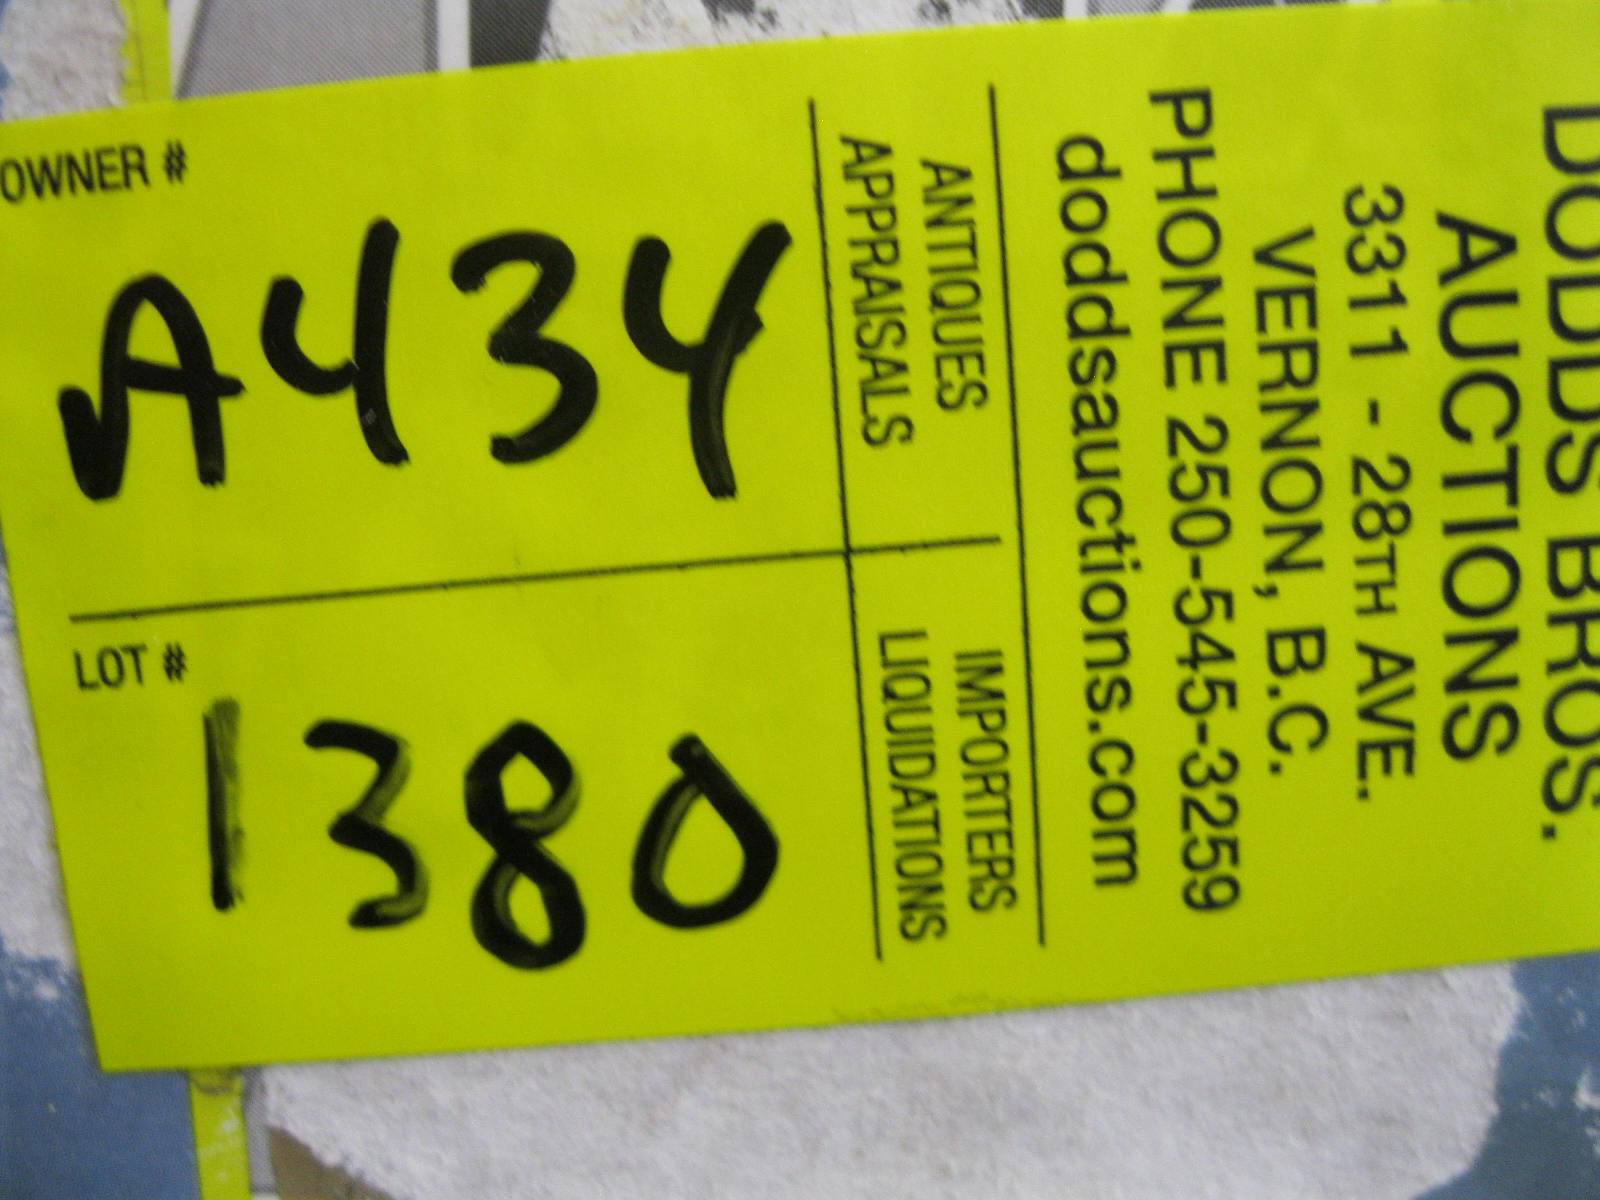 OWNER #
A434
LOT #
1380
DODDS BROS.
AUCTIONS
3311 - 28TH AVE.
VERNON, B.C.
PHONE 250-545-3259
doddsauctions.com
ANTIQUES
APPRAISALS
IMPORTERS
LIQUIDATIONS